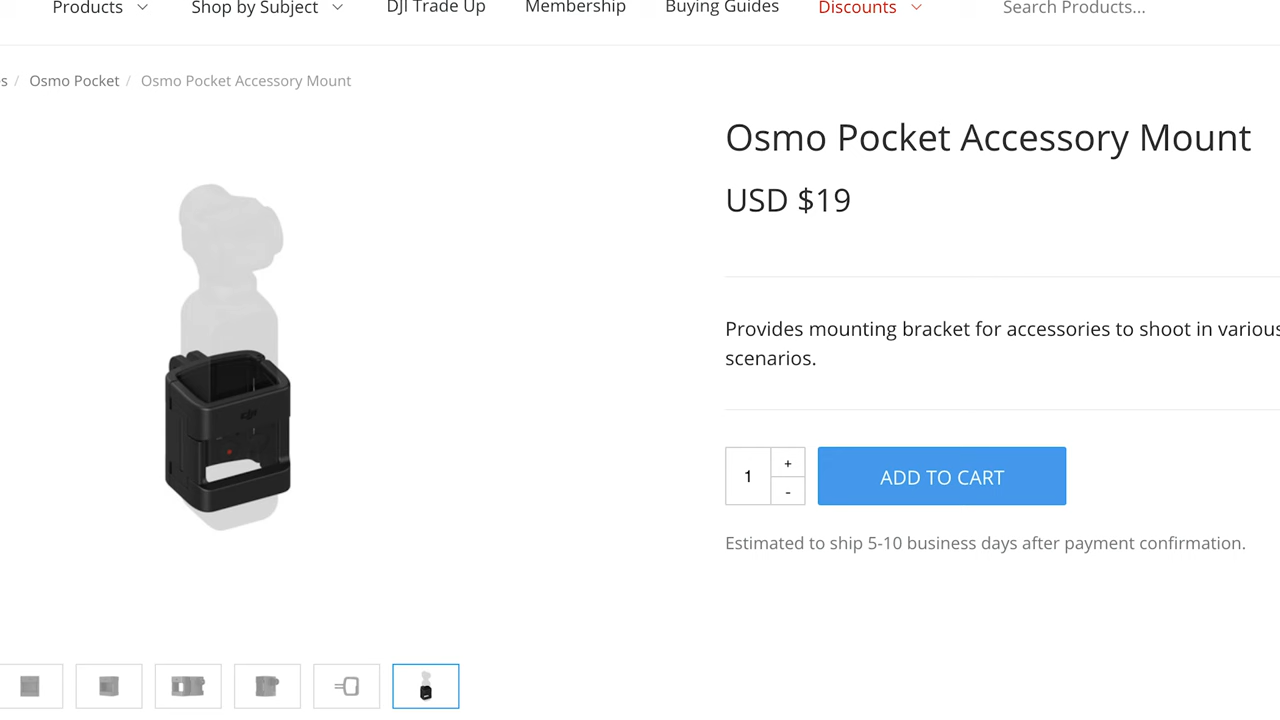 Products Shop by Subject DJI Trade Up Membership Buying Guides Discounts Search Products...
s / Osmo Pocket / Osmo Pocket Accessory Mount
Osmo Pocket Accessory Mount
USD $19
Provides mounting bracket for accessories to shoot in various
scenarios.
1 + -
ADD TO CART
Estimated to ship 5-10 business days after payment confirmation.